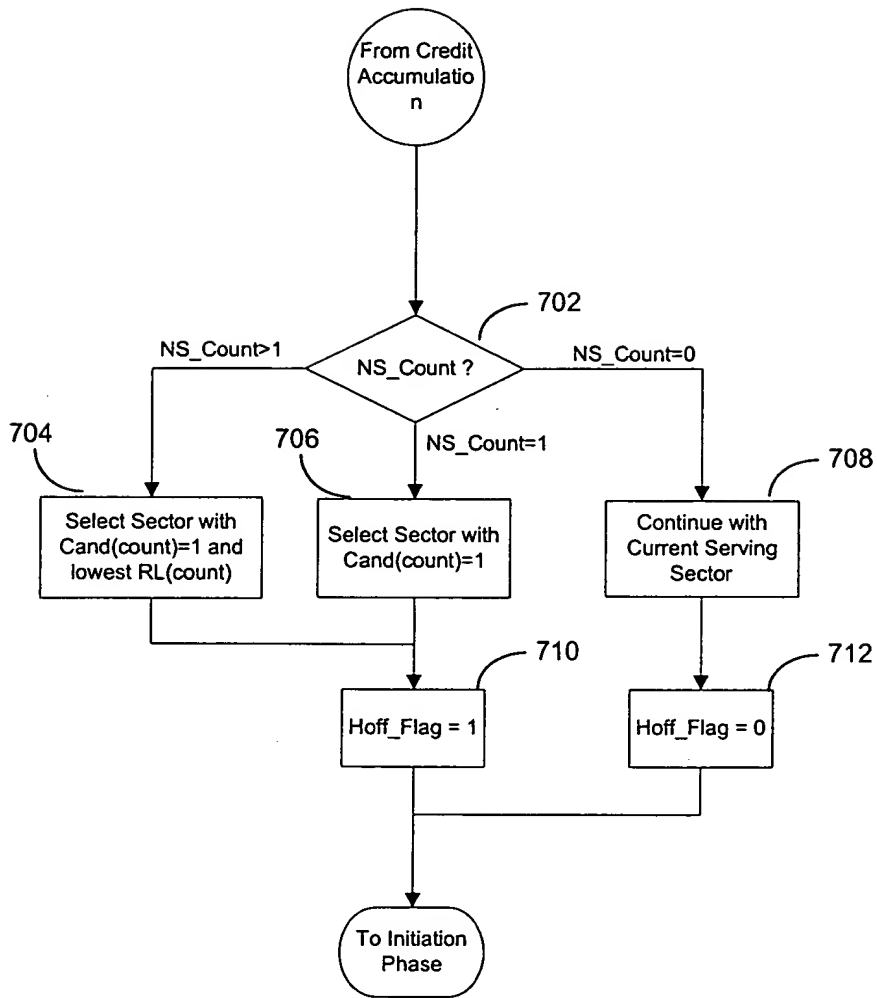 From Credit
Accumulatio
n
702
NS_Count>1
NS_Count ?
NS_Count=0
704
706
NS_Count=1
708
Select Sector with
Cand(count)=1 and
lowest RL(count)
Select Sector with
Cand(count)=1
Continue with
Current Serving
Sector
710
712
Hoff_Flag = 1
Hoff_Flag = 0
To Initiation
Phase